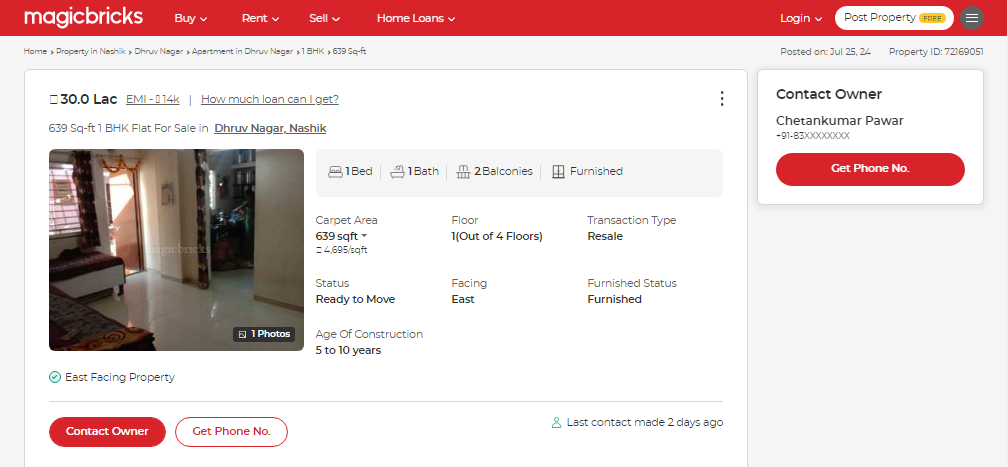 magicbricks Buy Rent Sell Home Loans Login Post Property FREE
Home > Property in Nashik > Dhruv Nagar > Apartment in Dhruv Nagar > 1 BHK > 639 Sq-ft Posted on: Jul 25, 24 Property ID: 72169051
30.0 Lac EMI - 14k | How much loan can I get?
639 Sq-ft 1 BHK Flat For Sale in Dhruv Nagar, Nashik
1 Bed 1 Bath 2 Balconies Furnished
Carpet Area Floor Transaction Type
639 sqft 1(Out of 4 Floors) Resale
4,695/sqft
Status Facing Furnished Status
Ready to Move East Furnished
Age Of Construction
5 to 10 years
magicbricks
1 Photos
East Facing Property
Contact Owner Get Phone No. Last contact made 2 days ago
Contact Owner
Chetankumar Pawar
+91-83XXXXXXXX
Get Phone No.